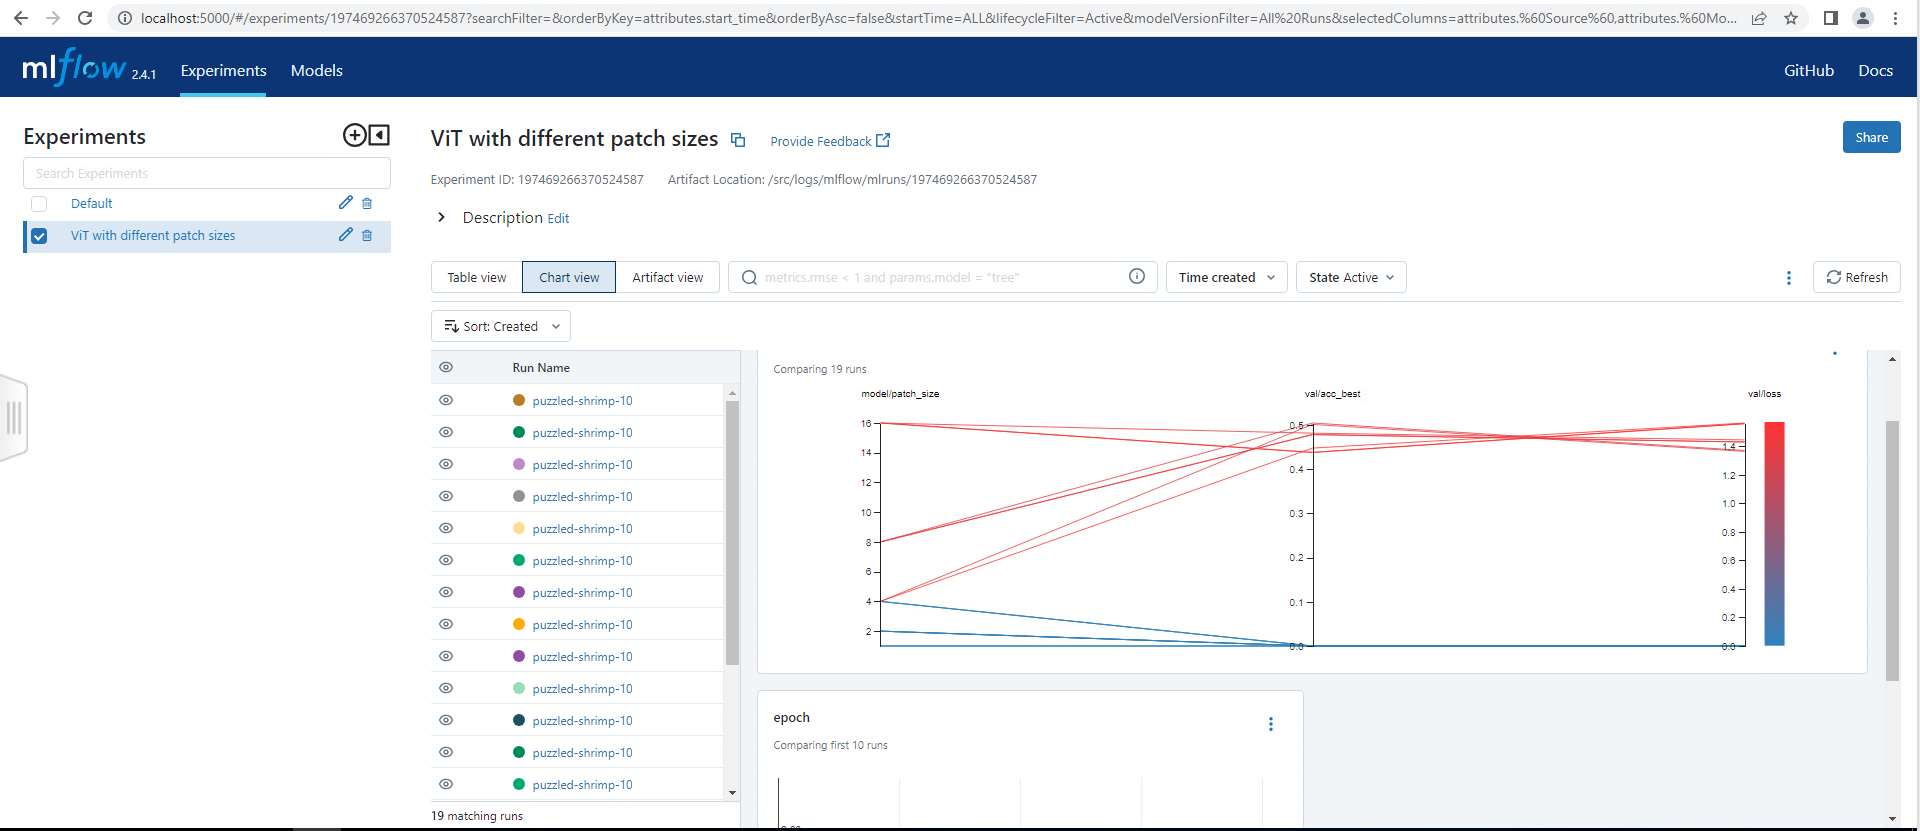 localhost:5000/#/experiments/197469266370524587?searchFilter=&orderByKey=attributes.start_time&orderByAsc=false&startTime=ALL&lifecycleFilter=Active&modelVersionFilter=All%20Runs&selectedColumns=attributes.%60Source%60,attributes.%60Mo...
mlflow 2.4.1 Experiments Models GitHub Docs
Experiments
Search Experiments
Default
ViT with different patch sizes
ViT with different patch sizes Provide Feedback Share
Experiment ID: 197469266370524587 Artifact Location: /src/logs/mlflow/mlruns/197469266370524587
Description Edit
Table view Chart view Artifact view metrics.rmse < 1 and params.model = "tree" Time created State Active Refresh
Sort: Created
Run Name
puzzled-shrimp-10
puzzled-shrimp-10
puzzled-shrimp-10
puzzled-shrimp-10
puzzled-shrimp-10
puzzled-shrimp-10
puzzled-shrimp-10
puzzled-shrimp-10
puzzled-shrimp-10
puzzled-shrimp-10
puzzled-shrimp-10
puzzled-shrimp-10
puzzled-shrimp-10
19 matching runs
Comparing 19 runs
model/patch_size val/acc_best val/loss
16
14
12
10
8
6
4
2
0.5
0.4
0.3
0.2
0.1
0.0
1.4
1.2
1.0
0.8
0.6
0.4
0.2
0.0
epoch
Comparing first 10 runs